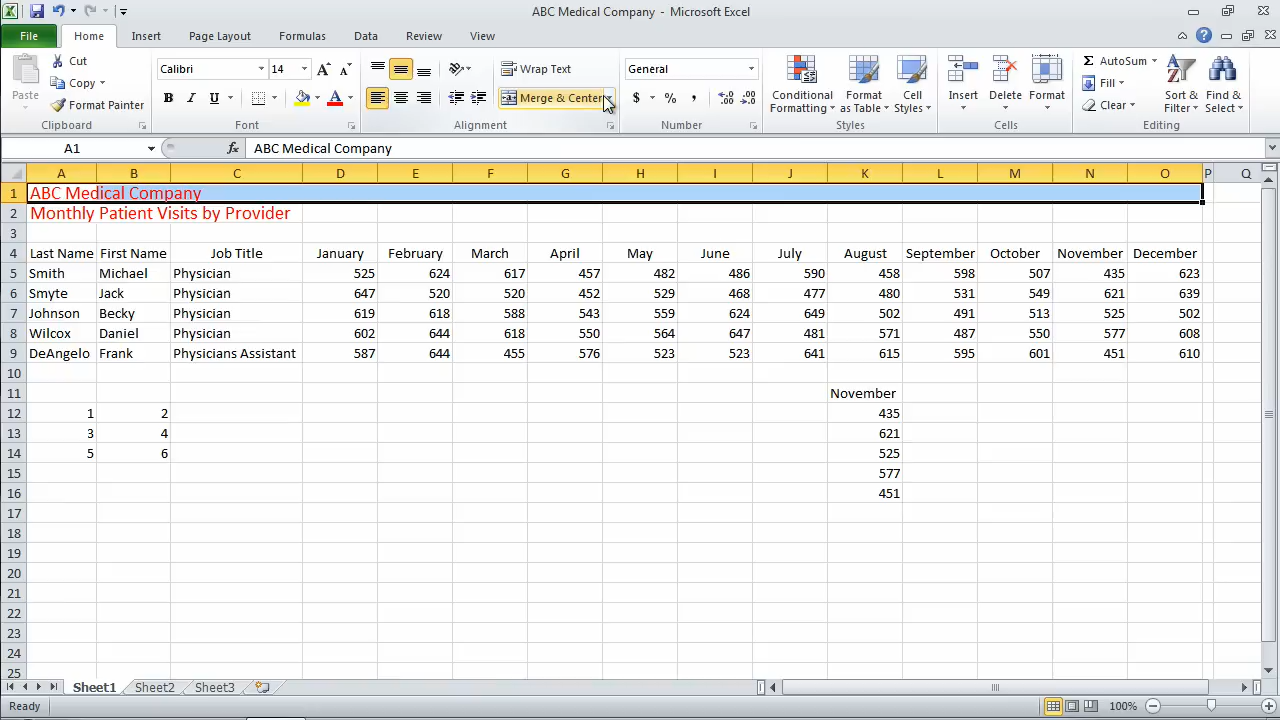 ABC Medical Company - Microsoft Excel
File Home Insert Page Layout Formulas Data Review View
Paste
Cut
Copy
Format Painter
Clipboard
Calibri 14
B I U
Font
Wrap Text
Merge & Center
Alignment
General
$ % ,
Number
Conditional Formatting
Format as Table
Cell Styles
Styles
Insert Delete Format
Cells
AutoSum
Fill
Clear
Sort & Filter
Find & Select
Editing
A1 fx ABC Medical Company
A B C D E F G H I J K L M N O P Q
1 ABC Medical Company
2 Monthly Patient Visits by Provider
3
4 Last Name First Name Job Title January February March April May June July August September October November December
5 Smith Michael Physician 525 624 617 457 482 486 590 458 598 507 435 623
6 Smyte Jack Physician 647 520 520 452 529 468 477 480 531 549 621 639
7 Johnson Becky Physician 619 618 588 543 559 624 649 502 491 513 525 502
8 Wilcox Daniel Physician 602 644 618 550 564 647 481 571 487 550 577 608
9 DeAngelo Frank Physicians Assistant 587 644 455 576 523 523 641 615 595 601 451 610
10
11 November
12 1 2 435
13 3 4 621
14 5 6 525
15 577
16 451
17
18
19
20
21
22
23
24
25
Sheet1 Sheet2 Sheet3
Ready 100%